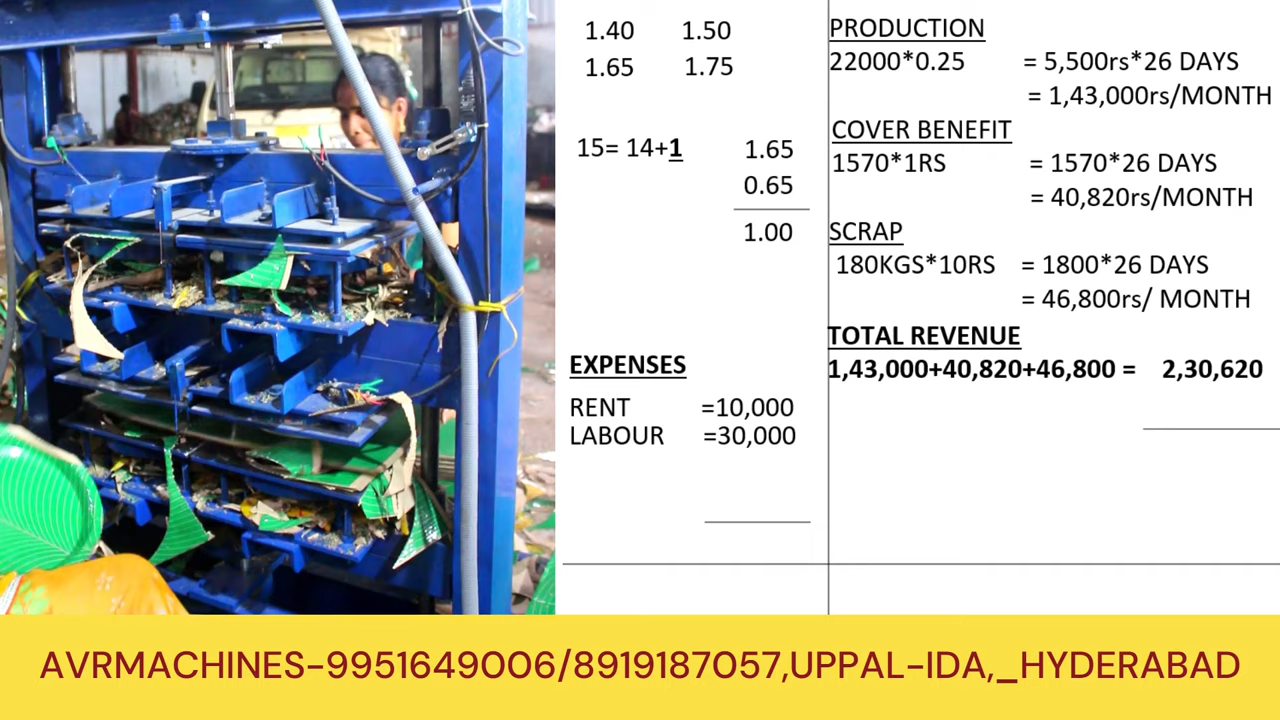 1.40 1.50
1.65 1.75
15= 14+1 1.65
0.65
1.00
EXPENSES
RENT =10,000
LABOUR =30,000
PRODUCTION
22000*0.25 = 5,500rs*26 DAYS
= 1,43,000rs/MONTH
COVER BENEFIT
1570*1RS = 1570*26 DAYS
= 40,820rs/MONTH
SCRAP
180KGS*10RS = 1800*26 DAYS
= 46,800rs/ MONTH
TOTAL REVENUE
1,43,000+40,820+46,800 = 2,30,620
AVRMACHINES-9951649006/8919187057,UPPAL-IDA,_HYDERABAD